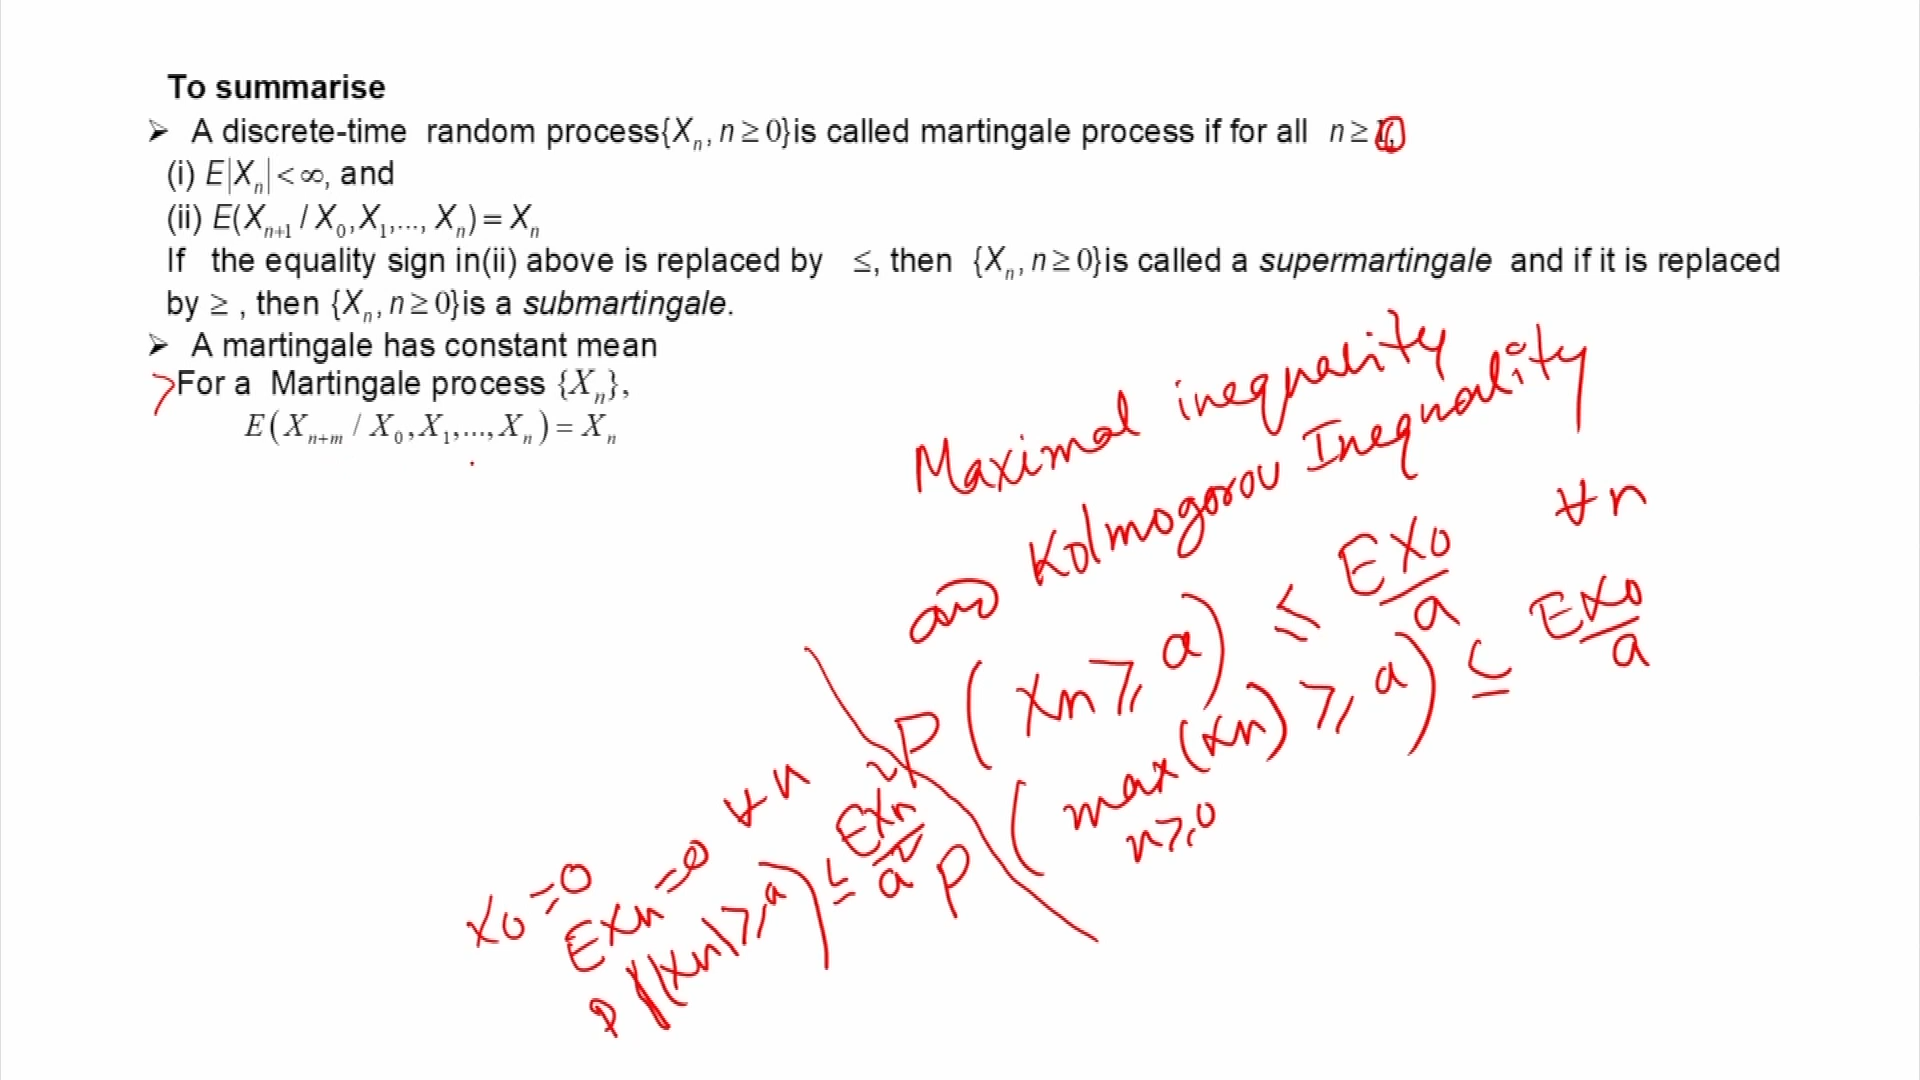 To summarise
➢ A discrete-time random process{Xₙ, n ≥ 0}is called martingale process if for all n ≥ 0
(i) E|Xₙ| < ∞, and
(ii) E(Xₙ₊₁ / X₀, X₁,..., Xₙ) = Xₙ
If the equality sign in(ii) above is replaced by ≤, then {Xₙ, n ≥ 0}is called a supermartingale and if it is replaced
by ≥ , then {Xₙ, n ≥ 0}is a submartingale.
➢ A martingale has constant mean
>For a Martingale process {Xₙ},
E(Xₙ₊ₘ / X₀, X₁,..., Xₙ) = Xₙ
Maximal inequality
and Kolmogorov Inequality
P(Xn ≥ a) ≤ EX0/a ∀n
P(max(Xn) ≥ a) ≤ EX0/a
n≥0
X0 = 0
EXn = 0 ∀n
P(|Xn| ≥ a) ≤ EXn²/a²